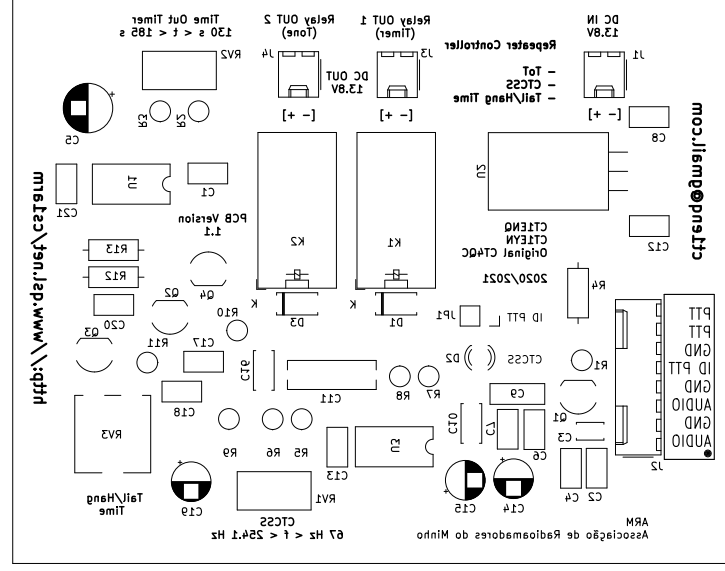 Time Out Timer
130 s < t < 185 s
Relay OUT 2
(Tone)
Relay OUT 1
(Timer)
DC IN
13.8V
Repeater Controller
- ToT
- CTCSS
- Tail/Hang Time
RV2
J4
DC OUT
13.8V
J3
J1
[- +]
[- +]
[- +]
C5
R3
R2
C8
U1
C1
C21
U2
ct1enq@gmail.com
http://www.qsl.net/cs1arm
PCB Version
1.1
CT1ENQ
CT1EYN
Original CT4QC
2020/2021
C12
K2
K1
R13
R12
Q4
K
D3
K
D1
R4
C20
Q2
R10
JP1
ID PTT
Q3
R11
C17
C16
C11
R8
R7
D2
CTCSS
R1
PTT
PTT
GND
ID PTT
GND
AUDIO
GND
AUDIO
C18
C9
Q1
RV3
R9
R6
R5
C10
C7
C6
C3
C13
U3
J2
Tail/Hang
Time
C19
RV1
C15
C14
C4
C2
CTCSS
67 Hz < f < 254.1 Hz
ARM
Associação de Radioamadores do Minho